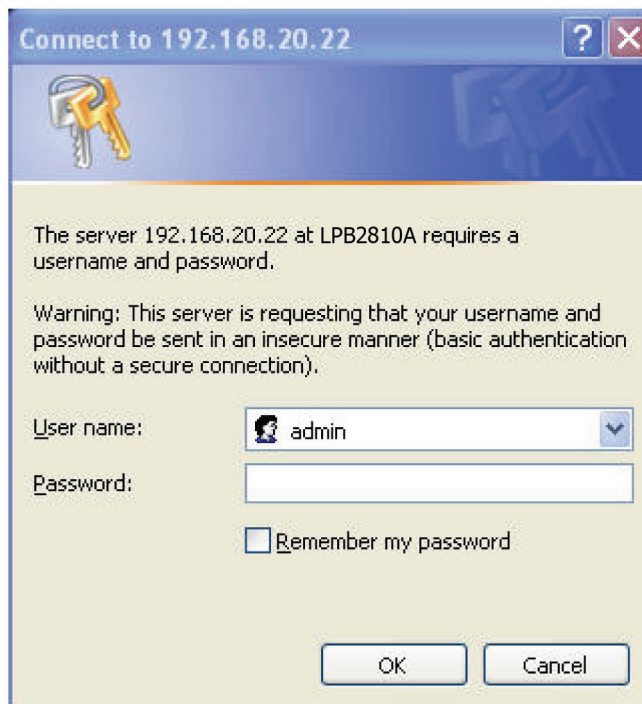 Connect to 192.168.20.22
The server 192.168.20.22 at LPB2810A requires a
username and password.
Warning: This server is requesting that your username and
password be sent in an insecure manner (basic authentication
without a secure connection).
User name:
admin
Password:
Remember my password
OK
Cancel